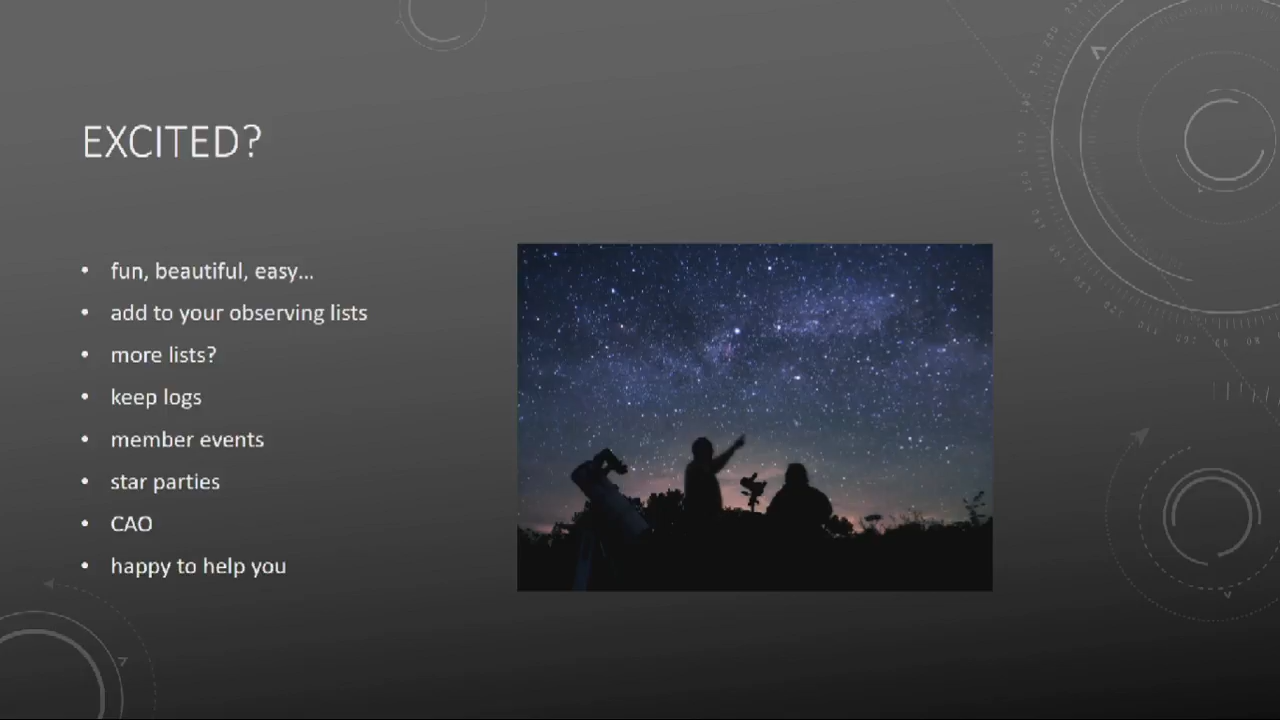 EXCITED?
fun, beautiful, easy...
add to your observing lists
more lists?
keep logs
member events
star parties
CAO
happy to help you